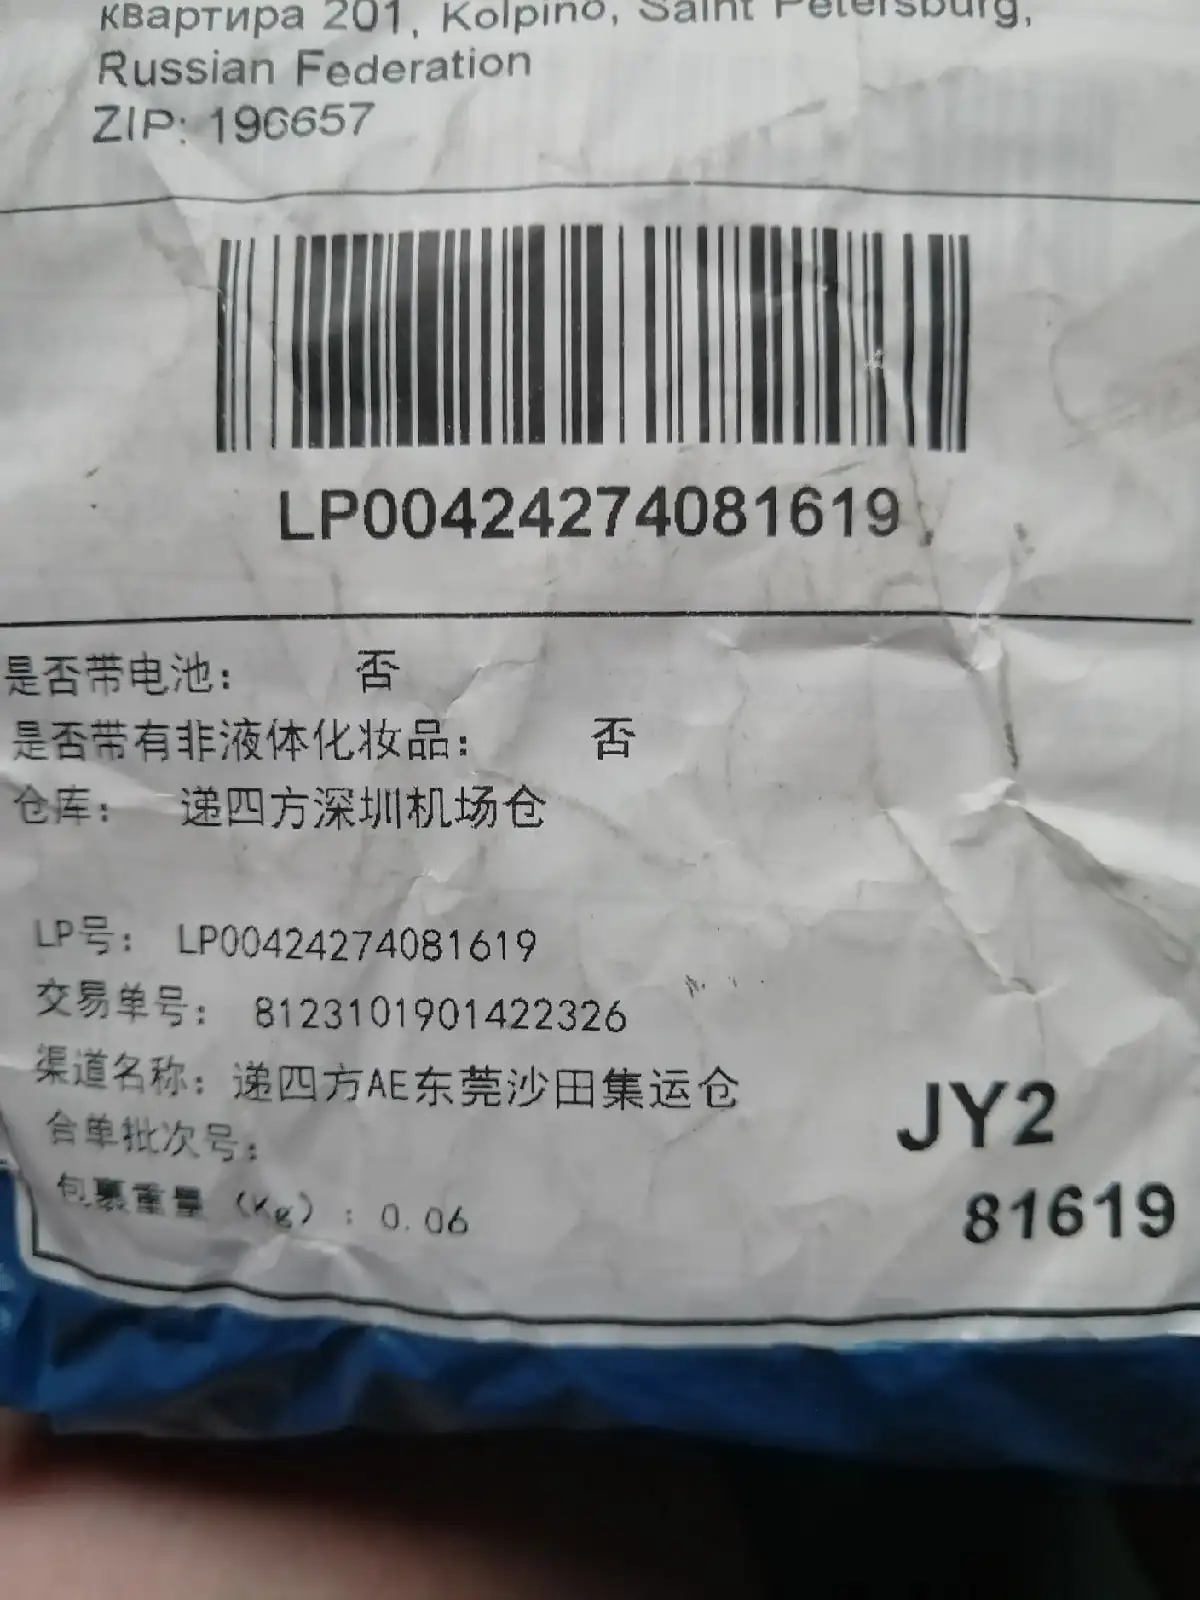 квартира 201, Kolpino, Saint Petersburg,
Russian Federation
ZIP: 196657
LP00424274081619
是否带电池: 否
是否带有非液体化妆品: 否
仓库: 递四方深圳机场仓
LP号: LP00424274081619
交易单号: 8123101901422326
渠道名称: 递四方AE东莞沙田集运仓
合单批次号:
JY2
包裹重量 (Kg) : 0.06
81619